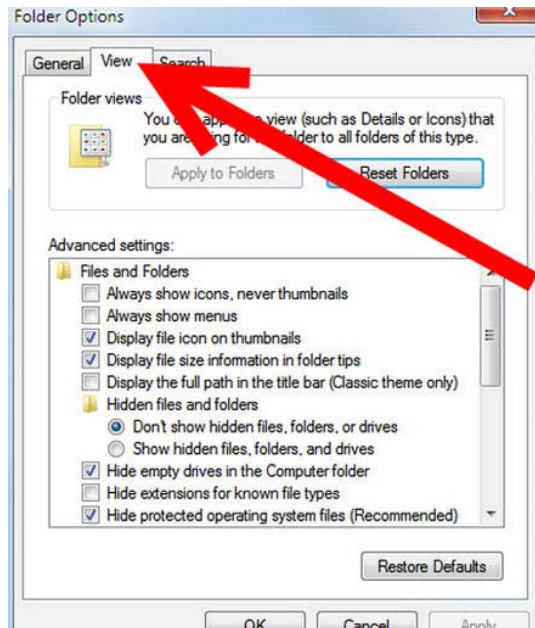 Folder Options
General View Search
Folder views
You can apply view (such as Details or Icons) that
you are for folder to all folders of this type.
Apply to Folders Reset Folders
Advanced settings:
Files and Folders
Always show icons, never thumbnails
Always show menus
Display file icon on thumbnails
Display file size information in folder tips
Display the full path in the title bar (Classic theme only)
Hidden files and folders
Don't show hidden files, folders, or drives
Show hidden files, folders, and drives
Hide empty drives in the Computer folder
Hide extensions for known file types
Hide protected operating system files (Recommended)
Restore Defaults
OK Cancel Apply